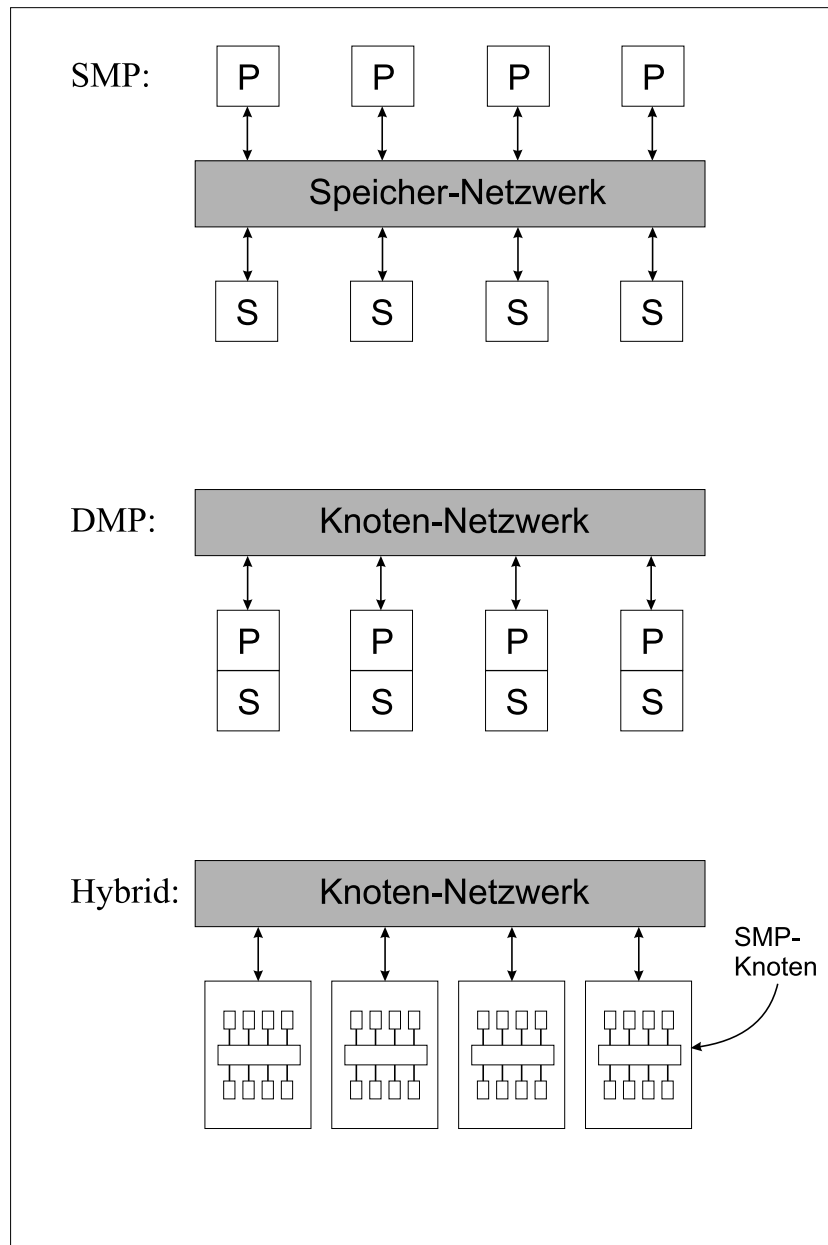 SMP:
P P P P
Speicher-Netzwerk
S S S S
DMP:
Knoten-Netzwerk
P P P P
S S S S
Hybrid:
Knoten-Netzwerk
SMP-
Knoten